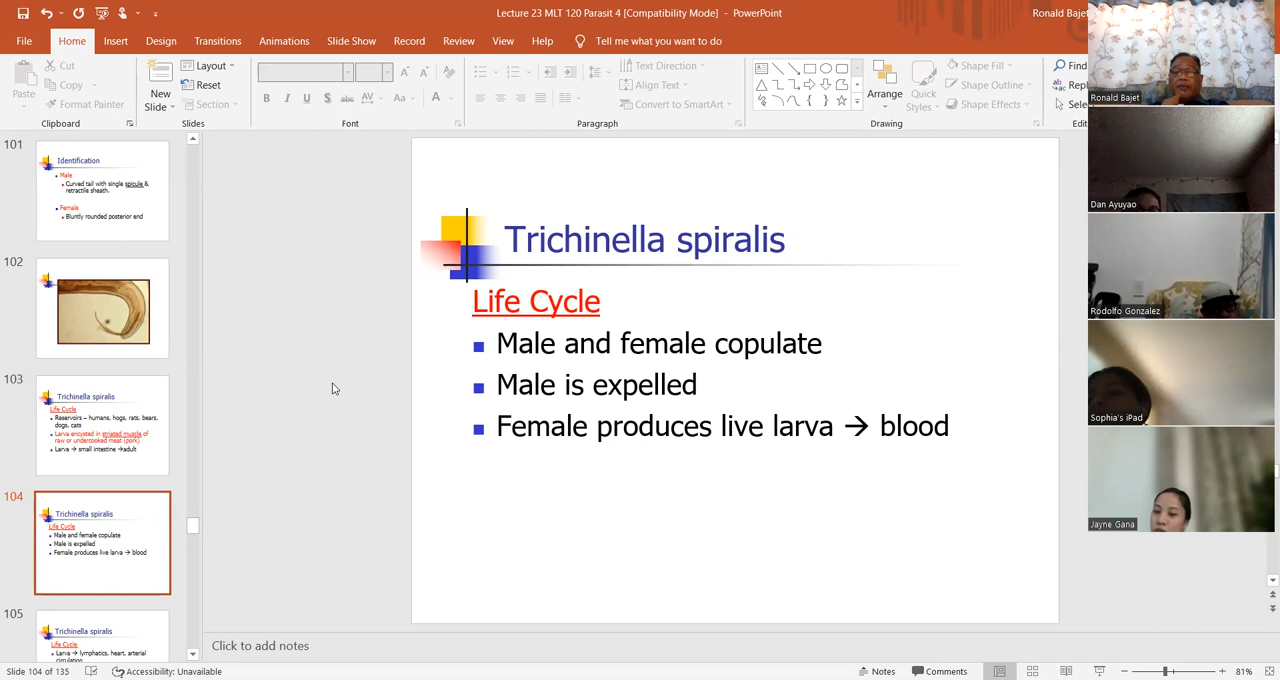 Lecture 23 MLT 120 Parasit 4 [Compatibility Mode] - PowerPoint
Ronald Bajet
File Home Insert Design Transitions Animations Slide Show Record Review View Help Tell me what you want to do
Paste
Cut
Copy
Format Painter
Clipboard
New
Slide
Layout
Reset
Section
Slides
B I U S abc AV Aa A
Font
Text Direction
Align Text
Convert to SmartArt
Paragraph
Arrange
Quick
Styles
Shape Fill
Shape Outline
Shape Effects
Drawing
Find
Repl
Sele
Edit
101
Identification
Male
Curved tail with single spicule &
retractile sheath.
Female
Bluntly rounded posterior end
102
103
Trichinella spiralis
Life Cycle
Reservoirs – humans, hogs, rats, bears,
dogs, cats
Larva encysted in striated muscle of
raw or undercooked meat (pork)
Larva → small intestine →adult
104
Trichinella spiralis
Life Cycle
Male and female copulate
Male is expelled
Female produces live larva → blood
105
Trichinella spiralis
Life Cycle
Larva → lymphatics, heart, arterial
circulation
Trichinella spiralis
Life Cycle
Male and female copulate
Male is expelled
Female produces live larva → blood
Click to add notes
Ronald Bajet
Dan Ayuyao
Rodolfo Gonzalez
Sophia's iPad
Jayne Gana
Slide 104 of 135 Accessibility: Unavailable Notes Comments 81%